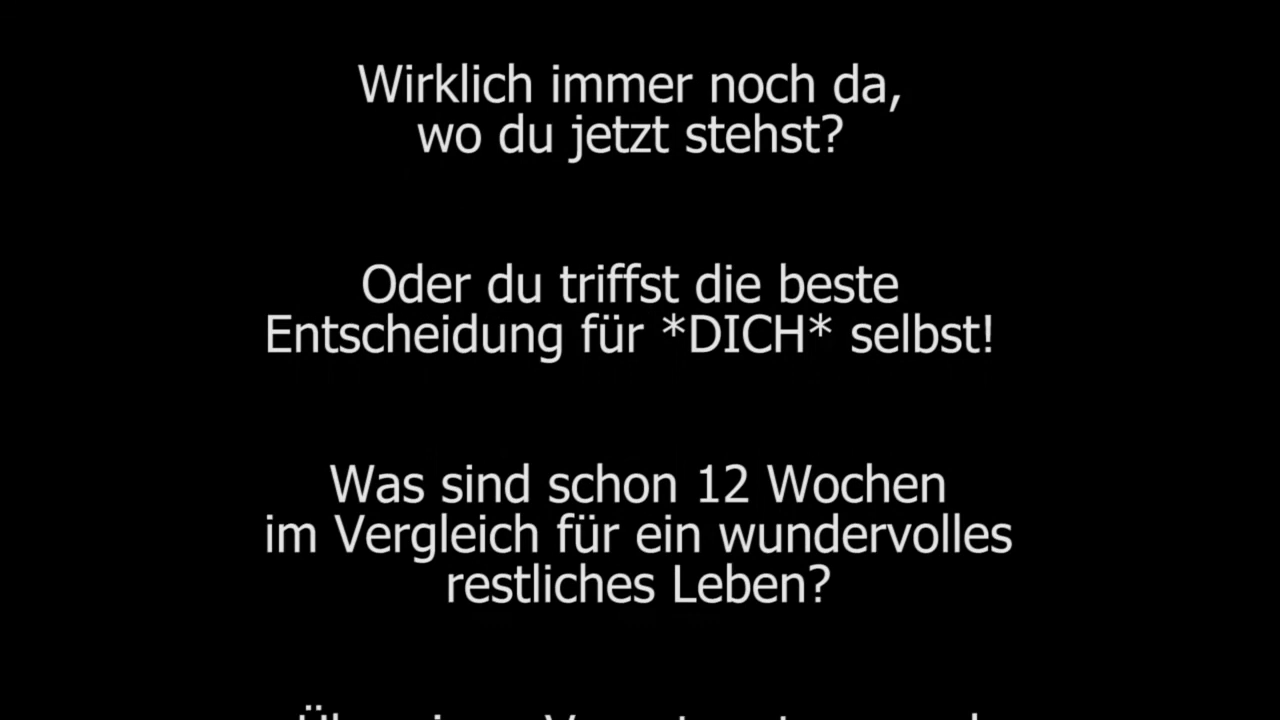 Wirklich immer noch da,
wo du jetzt stehst?
Oder du triffst die beste
Entscheidung für *DICH* selbst!
Was sind schon 12 Wochen
im Vergleich für ein wundervolles
restliches Leben?